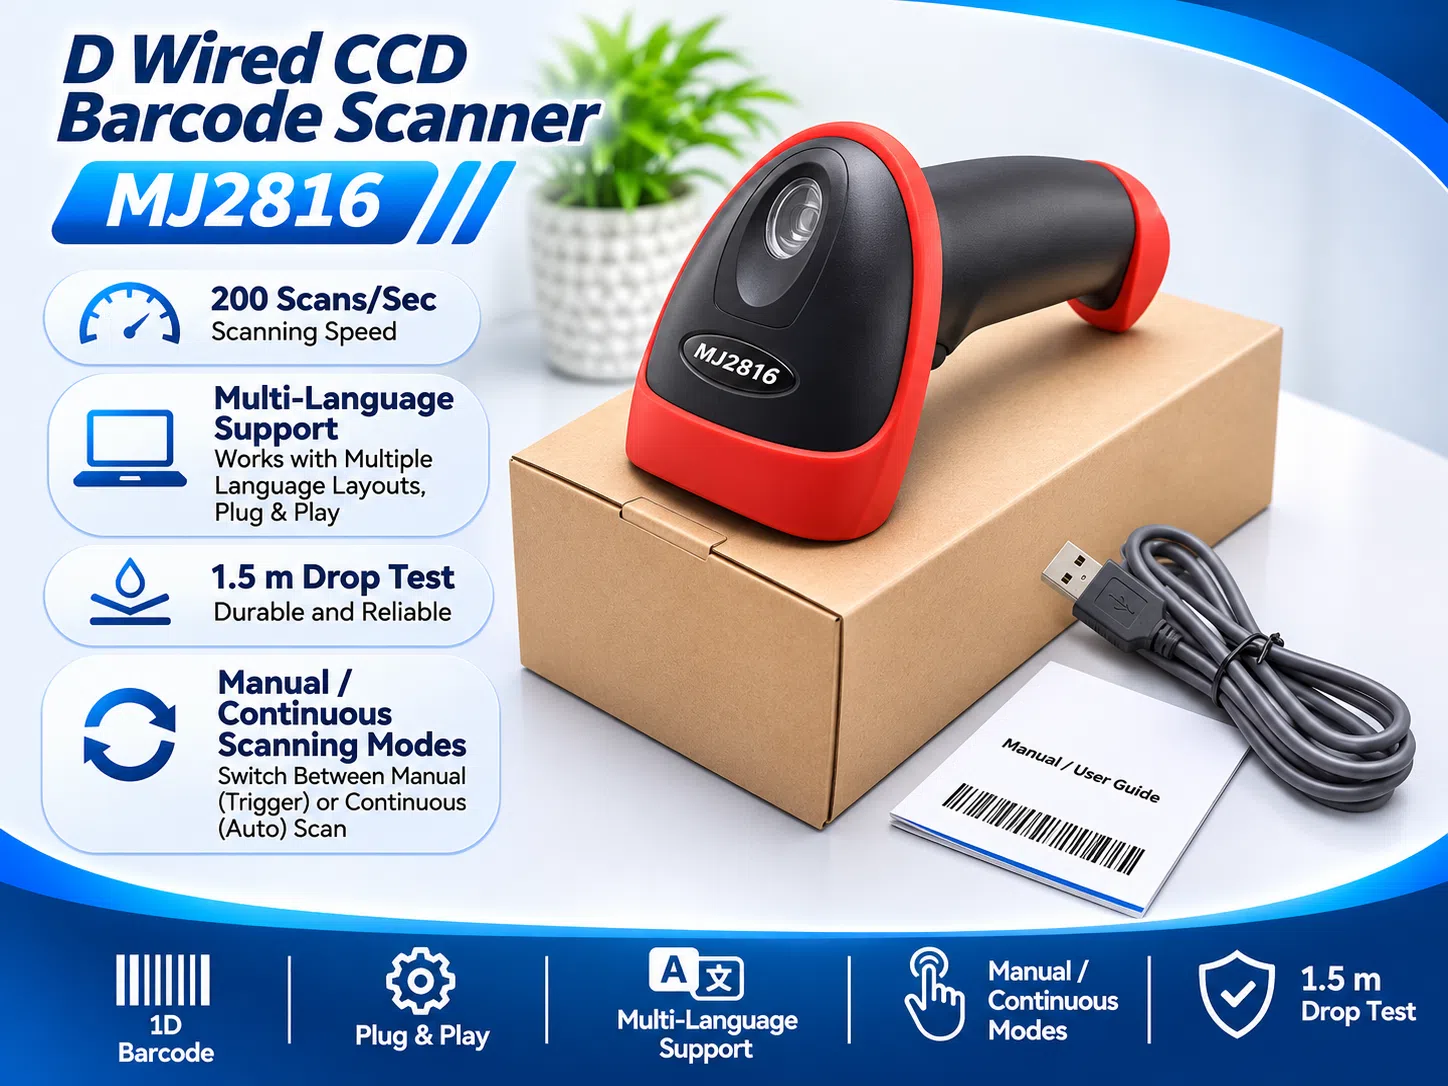 D Wired CCD
Barcode Scanner
MJ2816
200 Scans/Sec
Scanning Speed
Multi-Language
Support
Works with Multiple
Language Layouts,
Plug & Play
1.5 m Drop Test
Durable and Reliable
Manual /
Continuous
Scanning Modes
Switch Between Manual
(Trigger) or Continuous
(Auto) Scan
MJ2816
Manual / User Guide
1D
Barcode
Plug & Play
A 文
Multi-Language
Support
Manual /
Continuous
Modes
1.5 m
Drop Test